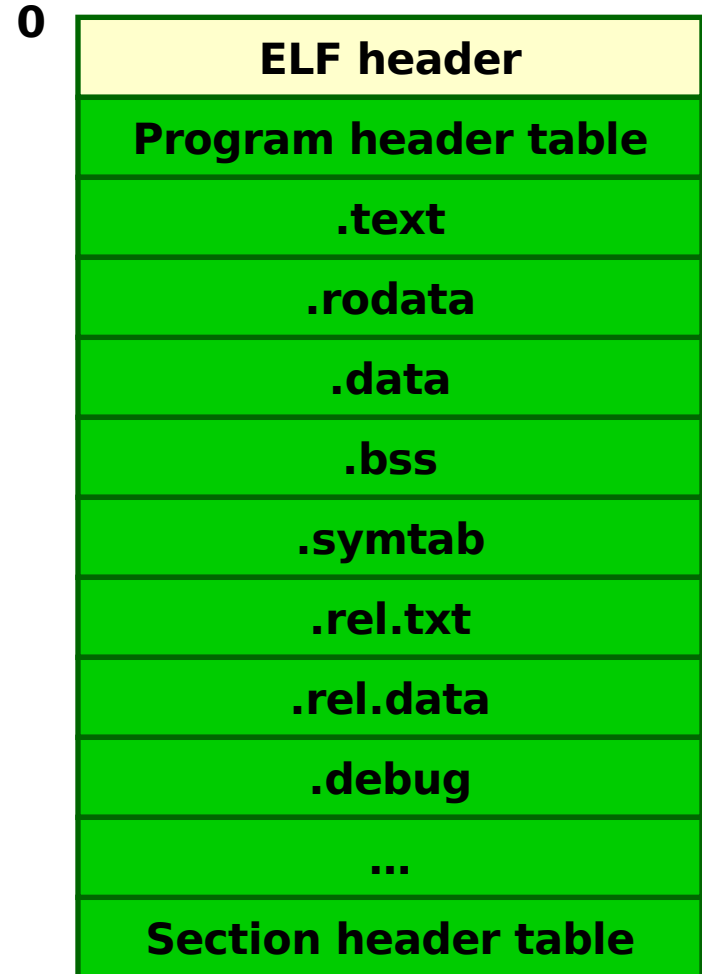 0
ELF header
Program header table
.text
.rodata
.data
.bss
.symtab
.rel.txt
.rel.data
.debug
...
Section header table